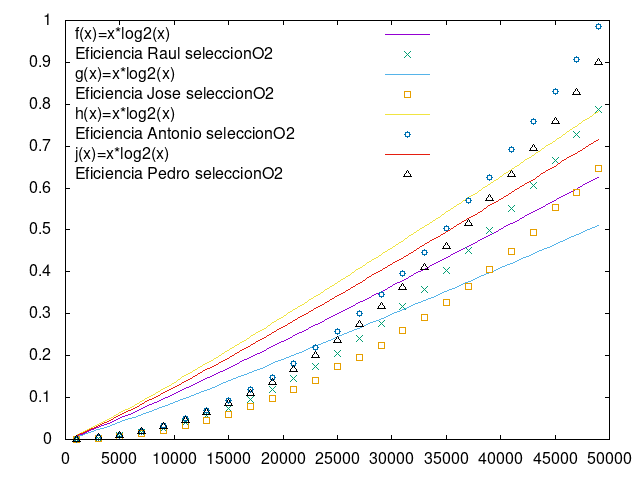 1
0.9
0.8
0.7
0.6
0.5
0.4
0.3
0.2
0.1
0
f(x)=x*log2(x)
Eficiencia Raul seleccionO2
g(x)=x*log2(x)
Eficiencia Jose seleccionO2
h(x)=x*log2(x)
Eficiencia Antonio seleccionO2
j(x)=x*log2(x)
Eficiencia Pedro seleccionO2
0 5000 10000 15000 20000 25000 30000 35000 40000 45000 50000